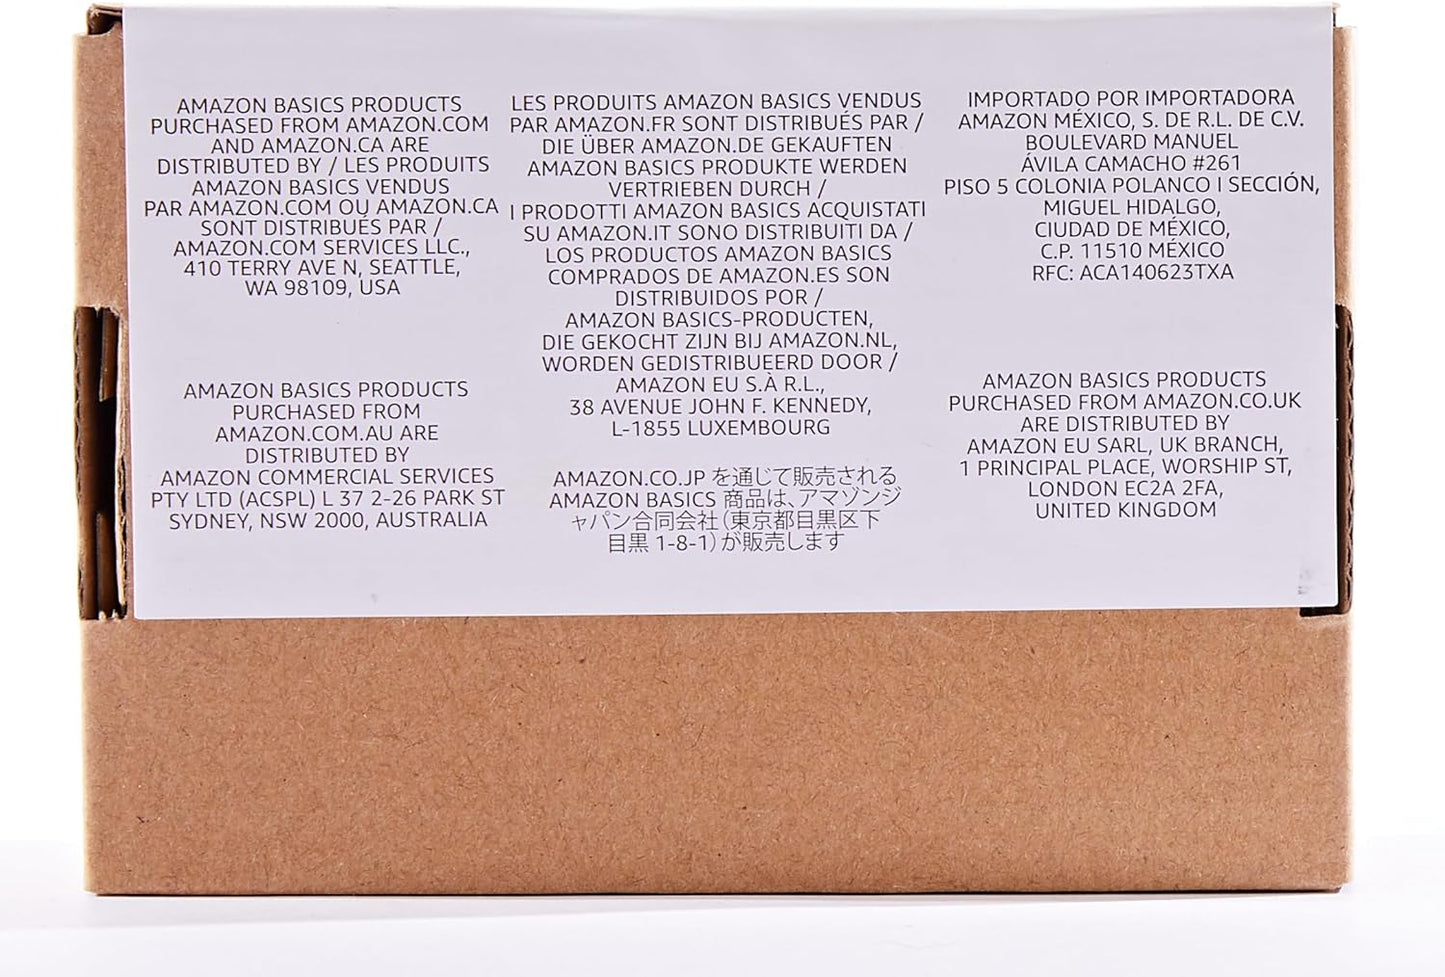 AMAZON BASICS PRODUCTS
PURCHASED FROM AMAZON.COM
AND AMAZON.CA ARE
DISTRIBUTED BY / LES PRODUITS
AMAZON BASICS VENDUS
PAR AMAZON.COM OU AMAZON.CA
SONT DISTRIBUÉS PAR /
AMAZON.COM SERVICES LLC.,
410 TERRY AVE N, SEATTLE,
WA 98109, USA
AMAZON BASICS PRODUCTS
PURCHASED FROM
AMAZON.COM.AU ARE
DISTRIBUTED BY
AMAZON COMMERCIAL SERVICES
PTY LTD (ACSPL) L 37 2-26 PARK ST
SYDNEY, NSW 2000, AUSTRALIA
LES PRODUITS AMAZON BASICS VENDUS
PAR AMAZON.FR SONT DISTRIBUÉS PAR /
DIE ÜBER AMAZON.DE GEKAUFTEN
AMAZON BASICS PRODUKTE WERDEN
VERTRIEBEN DURCH /
I PRODOTTI AMAZON BASICS ACQUISTATI
SU AMAZON.IT SONO DISTRIBUITI DA /
LOS PRODUCTOS AMAZON BASICS
COMPRADOS DE AMAZON.ES SON
DISTRIBUIDOS POR /
AMAZON BASICS-PRODUCTEN,
DIE GEKOCHT ZIJN BIJ AMAZON.NL,
WORDEN GEDISTRIBUEERD DOOR /
AMAZON EU S.À R.L.,
38 AVENUE JOHN F. KENNEDY,
L-1855 LUXEMBOURG
AMAZON.CO.JP を通じて販売される
AMAZON BASICS 商品は、アマゾンジ
ャパン合同会社（東京都目黒区下
目黒 1-8-1）が販売します
IMPORTADO POR IMPORTADORA
AMAZON MÉXICO, S. DE R.L. DE C.V.
BOULEVARD MANUEL
ÁVILA CAMACHO #261
PISO 5 COLONIA POLANCO I SECCIÓN,
MIGUEL HIDALGO,
CIUDAD DE MÉXICO,
C.P. 11510 MÉXICO
RFC: ACA140623TXA
AMAZON BASICS PRODUCTS
PURCHASED FROM AMAZON.CO.UK
ARE DISTRIBUTED BY
AMAZON EU SARL, UK BRANCH,
1 PRINCIPAL PLACE, WORSHIP ST,
LONDON EC2A 2FA,
UNITED KINGDOM